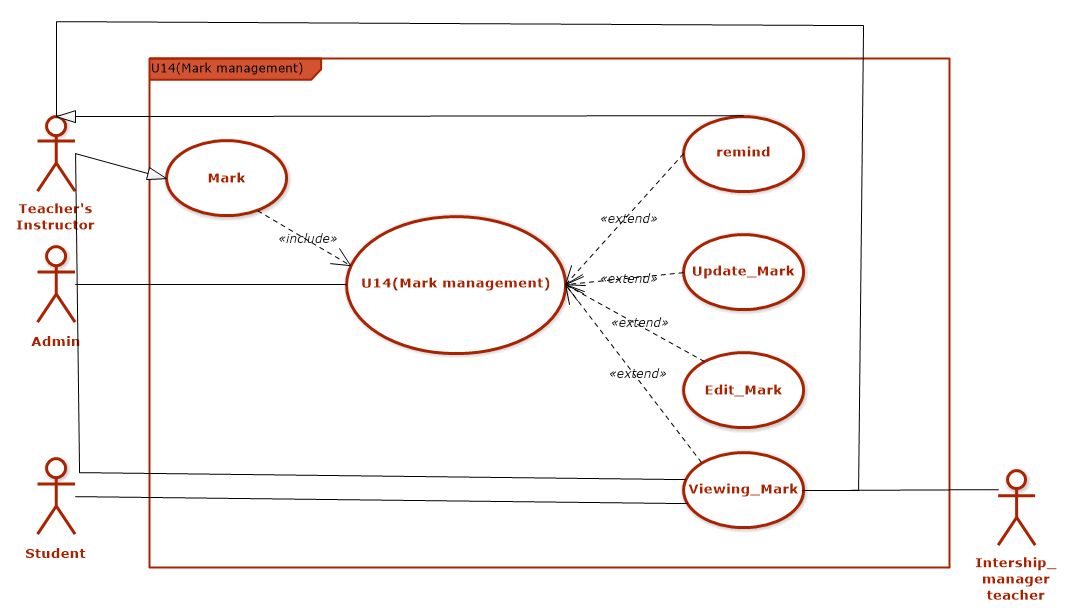 U14(Mark management)
remind
Mark
Teacher's
Instructor
«extend»
«include»
Update_Mark
«extend»
U14(Mark management)
«extend»
Admin
«extend»
Edit_Mark
Viewing_Mark
Student
Intership_
manager
teacher